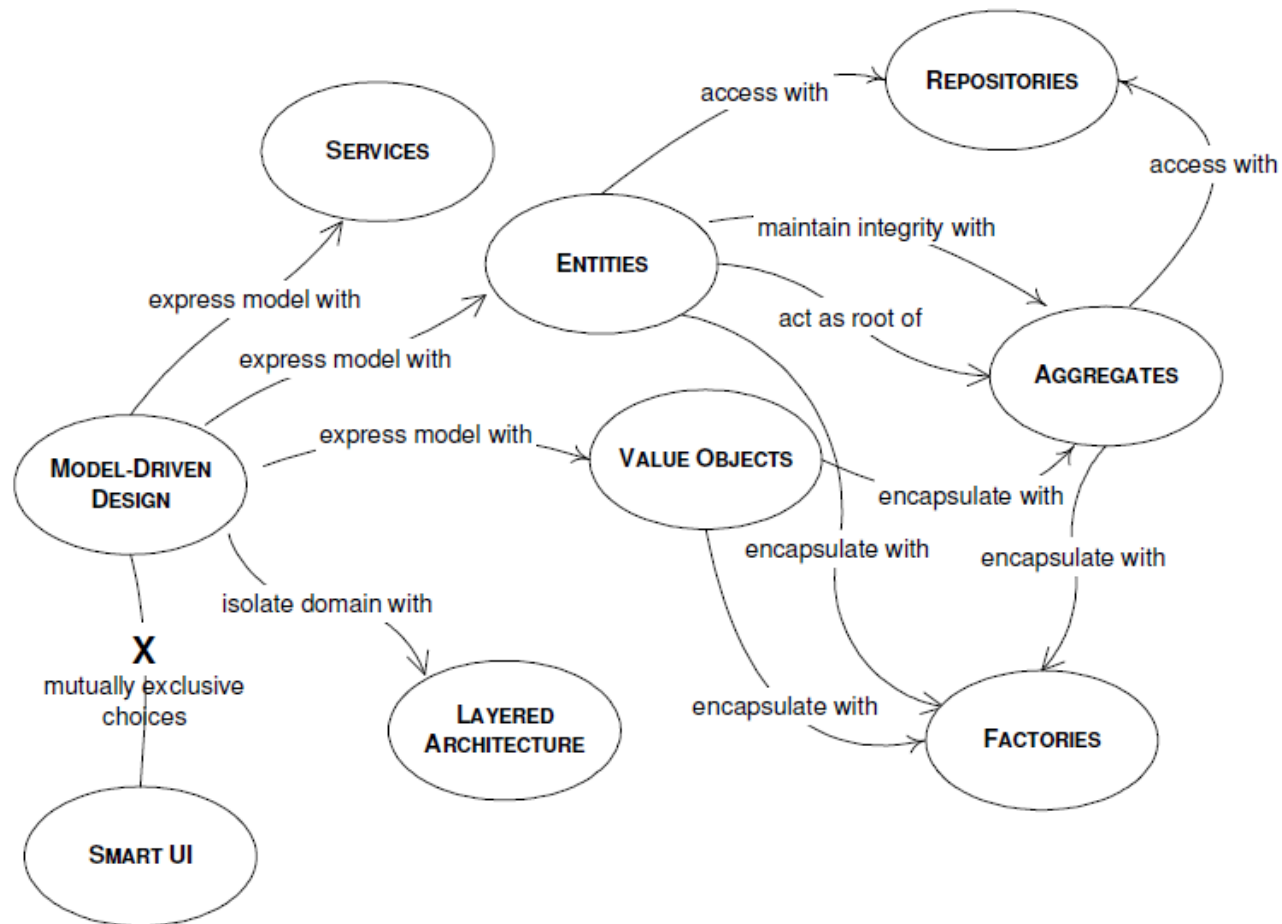 REPOSITORIES
access with
SERVICES
access with
maintain integrity with
ENTITIES
express model with
act as root of
express model with
AGGREGATES
express model with
VALUE OBJECTS
MODEL-DRIVEN
DESIGN
encapsulate with
encapsulate with
encapsulate with
isolate domain with
X
mutually exclusive
choices
encapsulate with
LAYERED
ARCHITECTURE
FACTORIES
SMART UI